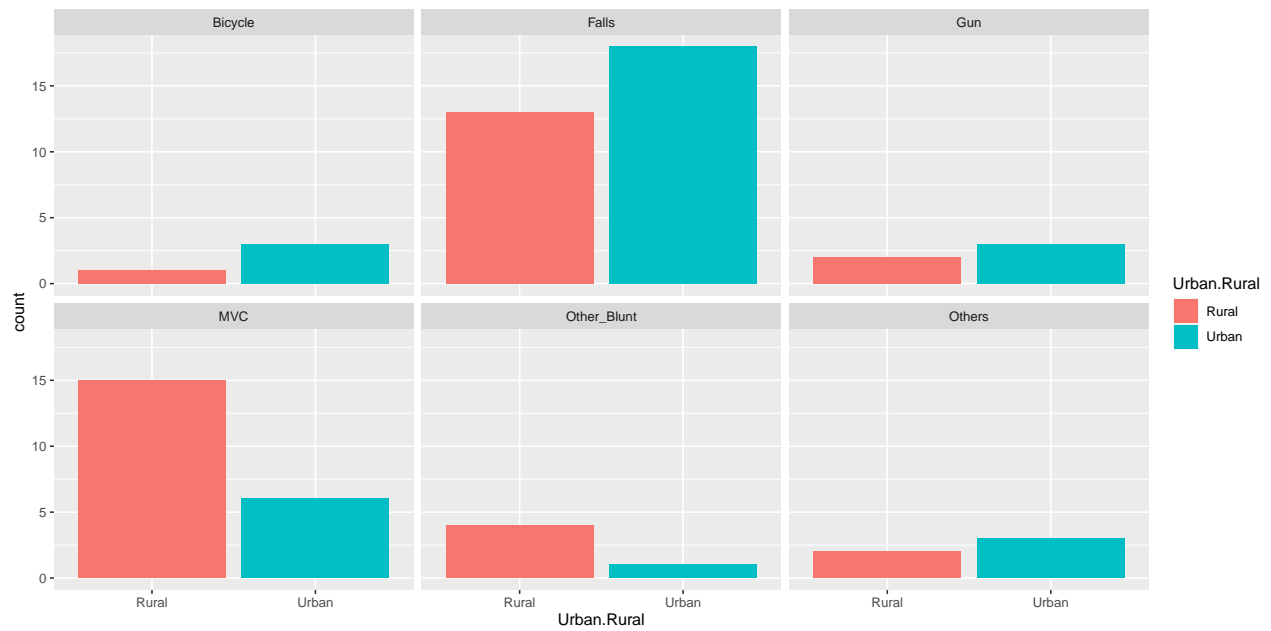 Bicycle
Falls
Gun
15
10
5
0
MVC
Other_Blunt
Others
15
10
5
0
Rural
Urban
Rural
Urban
Rural
Urban
Urban.Rural
count
Urban.Rural
Rural
Urban